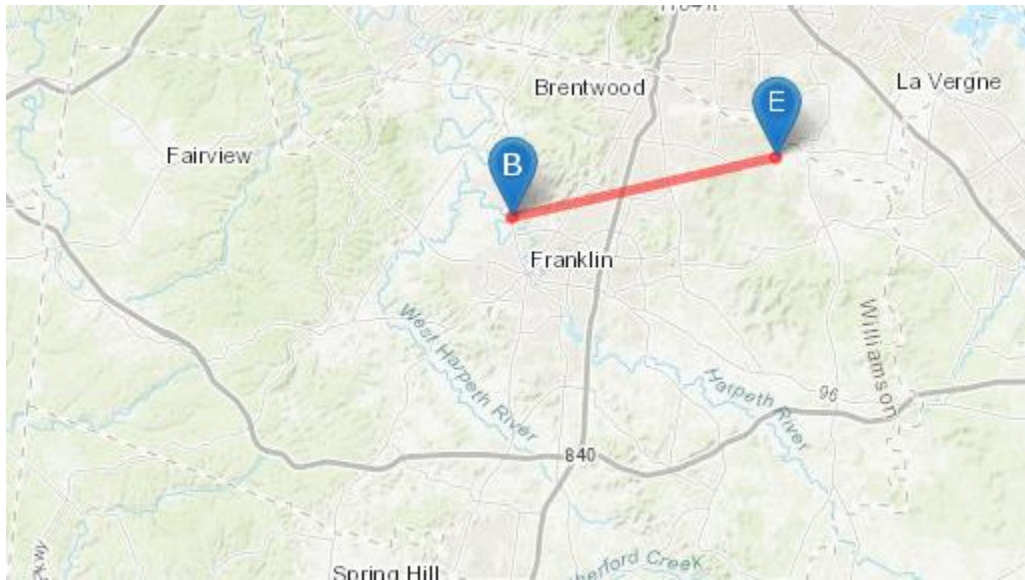 Brentwood
E
La Vergne
Fairview
B
Franklin
West Harpeth River
Williamson
Harpeth River
96
840
Spring Hill